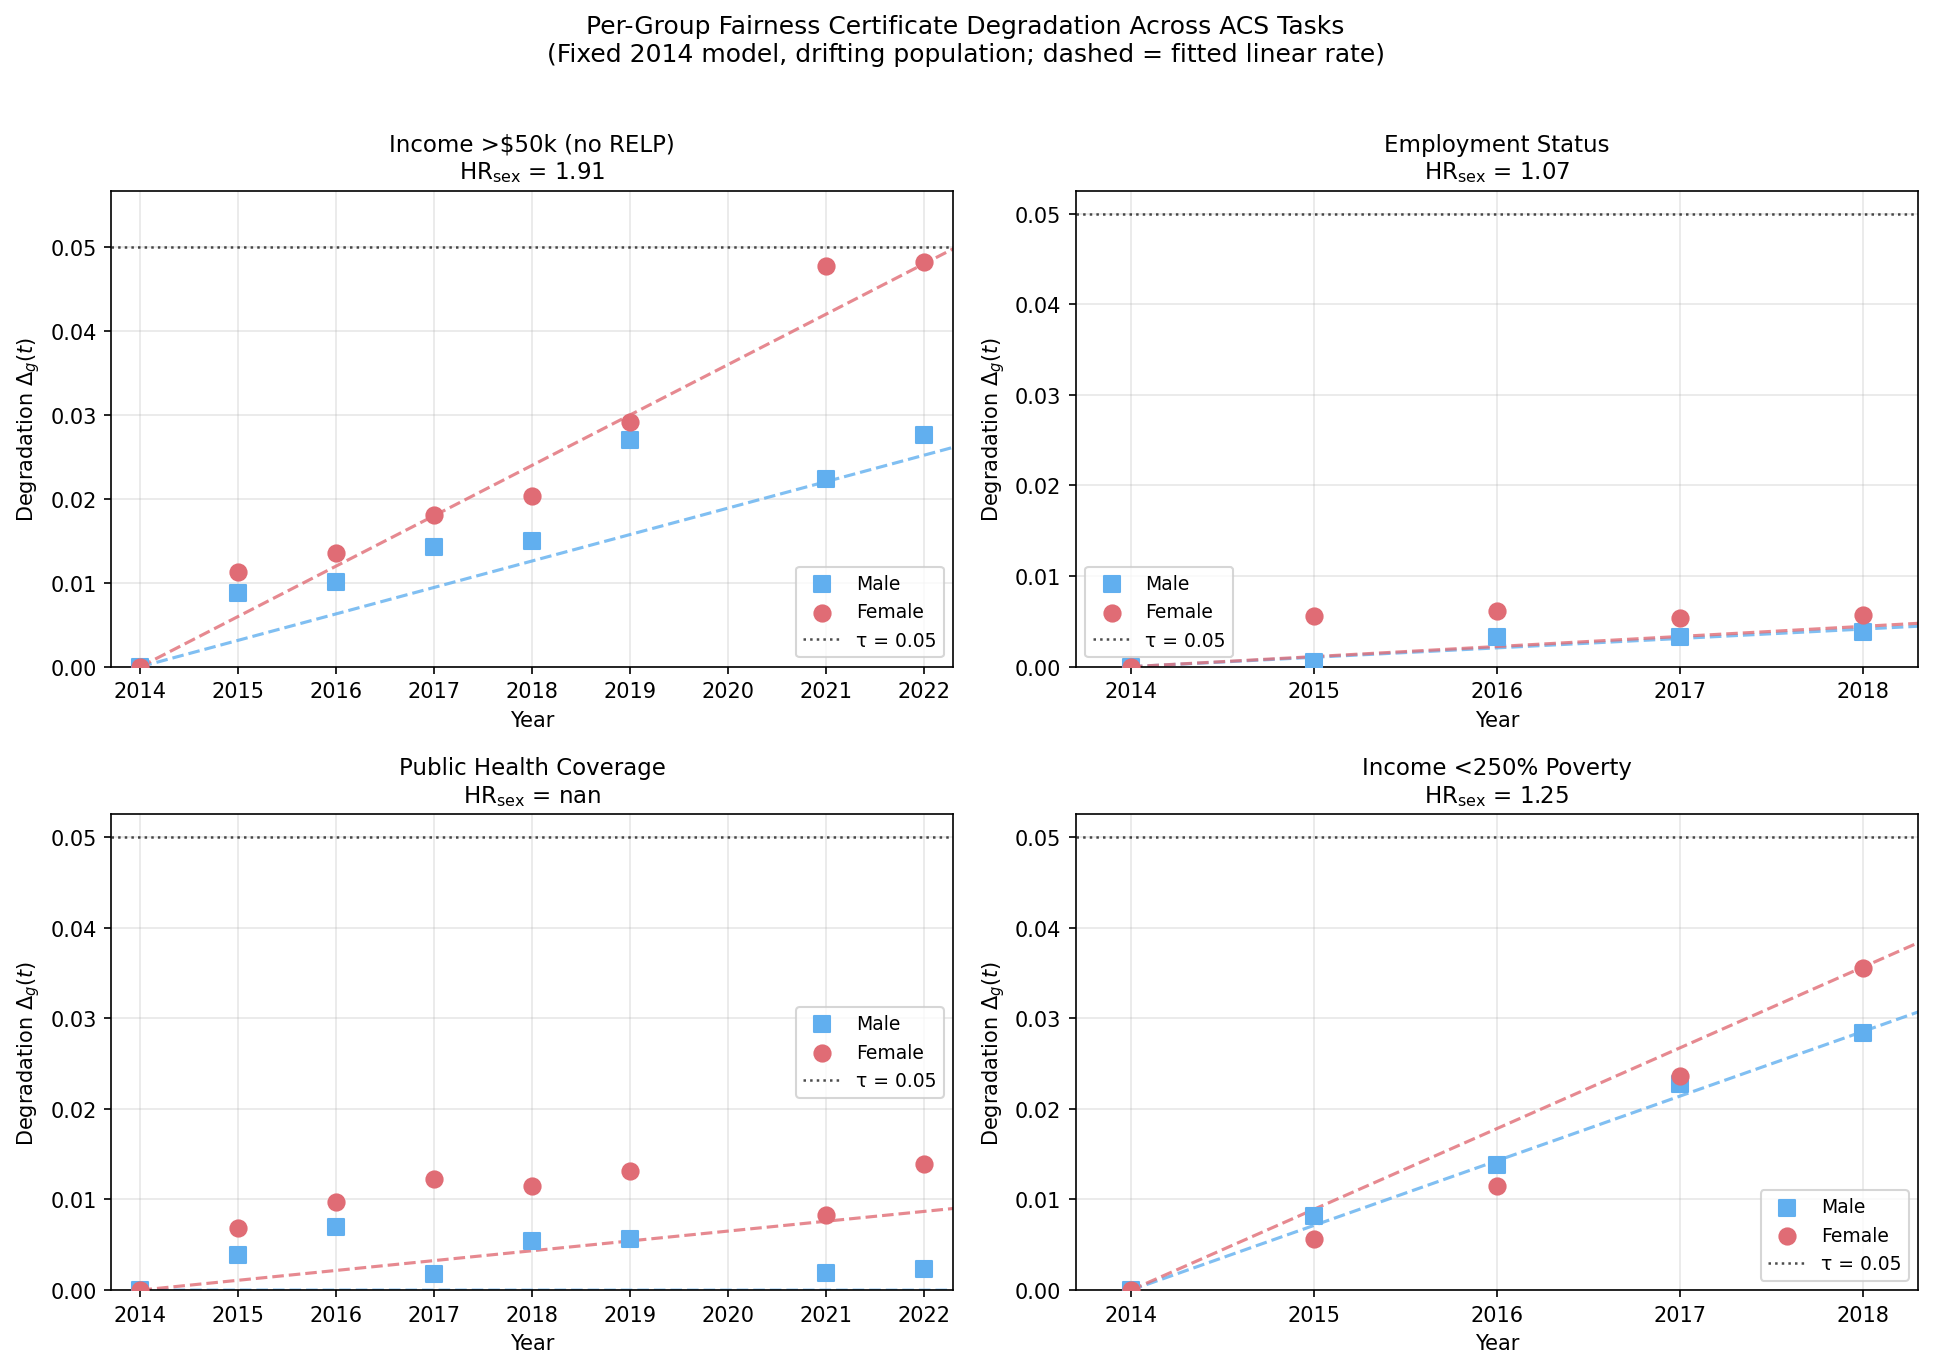 Per-Group Fairness Certificate Degradation Across ACS Tasks
(Fixed 2014 model, drifting population; dashed = fitted linear rate)
Income >$50k (no RELP)
HRsex = 1.91
Degradation Δg(t)
0.05
0.04
0.03
0.02
0.01
0.00
Male
Female
τ = 0.05
2014 2015 2016 2017 2018 2019 2020 2021 2022
Year
Employment Status
HRsex = 1.07
Degradation Δg(t)
0.05
0.04
0.03
0.02
0.01
0.00
Male
Female
τ = 0.05
2014 2015 2016 2017 2018
Year
Public Health Coverage
HRsex = nan
Degradation Δg(t)
0.05
0.04
0.03
0.02
0.01
0.00
Male
Female
τ = 0.05
2014 2015 2016 2017 2018 2019 2020 2021 2022
Year
Income <250% Poverty
HRsex = 1.25
Degradation Δg(t)
0.05
0.04
0.03
0.02
0.01
0.00
Male
Female
τ = 0.05
2014 2015 2016 2017 2018
Year